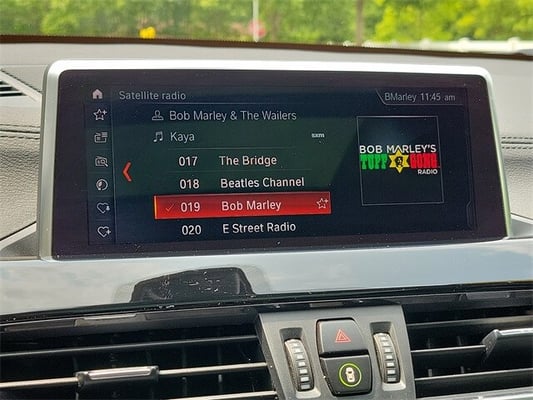 Satellite radio
BMarley 11:45 am
Bob Marley & The Wailers
Kaya
sxm
017 The Bridge
018 Beatles Channel
019 Bob Marley
020 E Street Radio
BOB MARLEY'S
TUFF GONG
RADIO